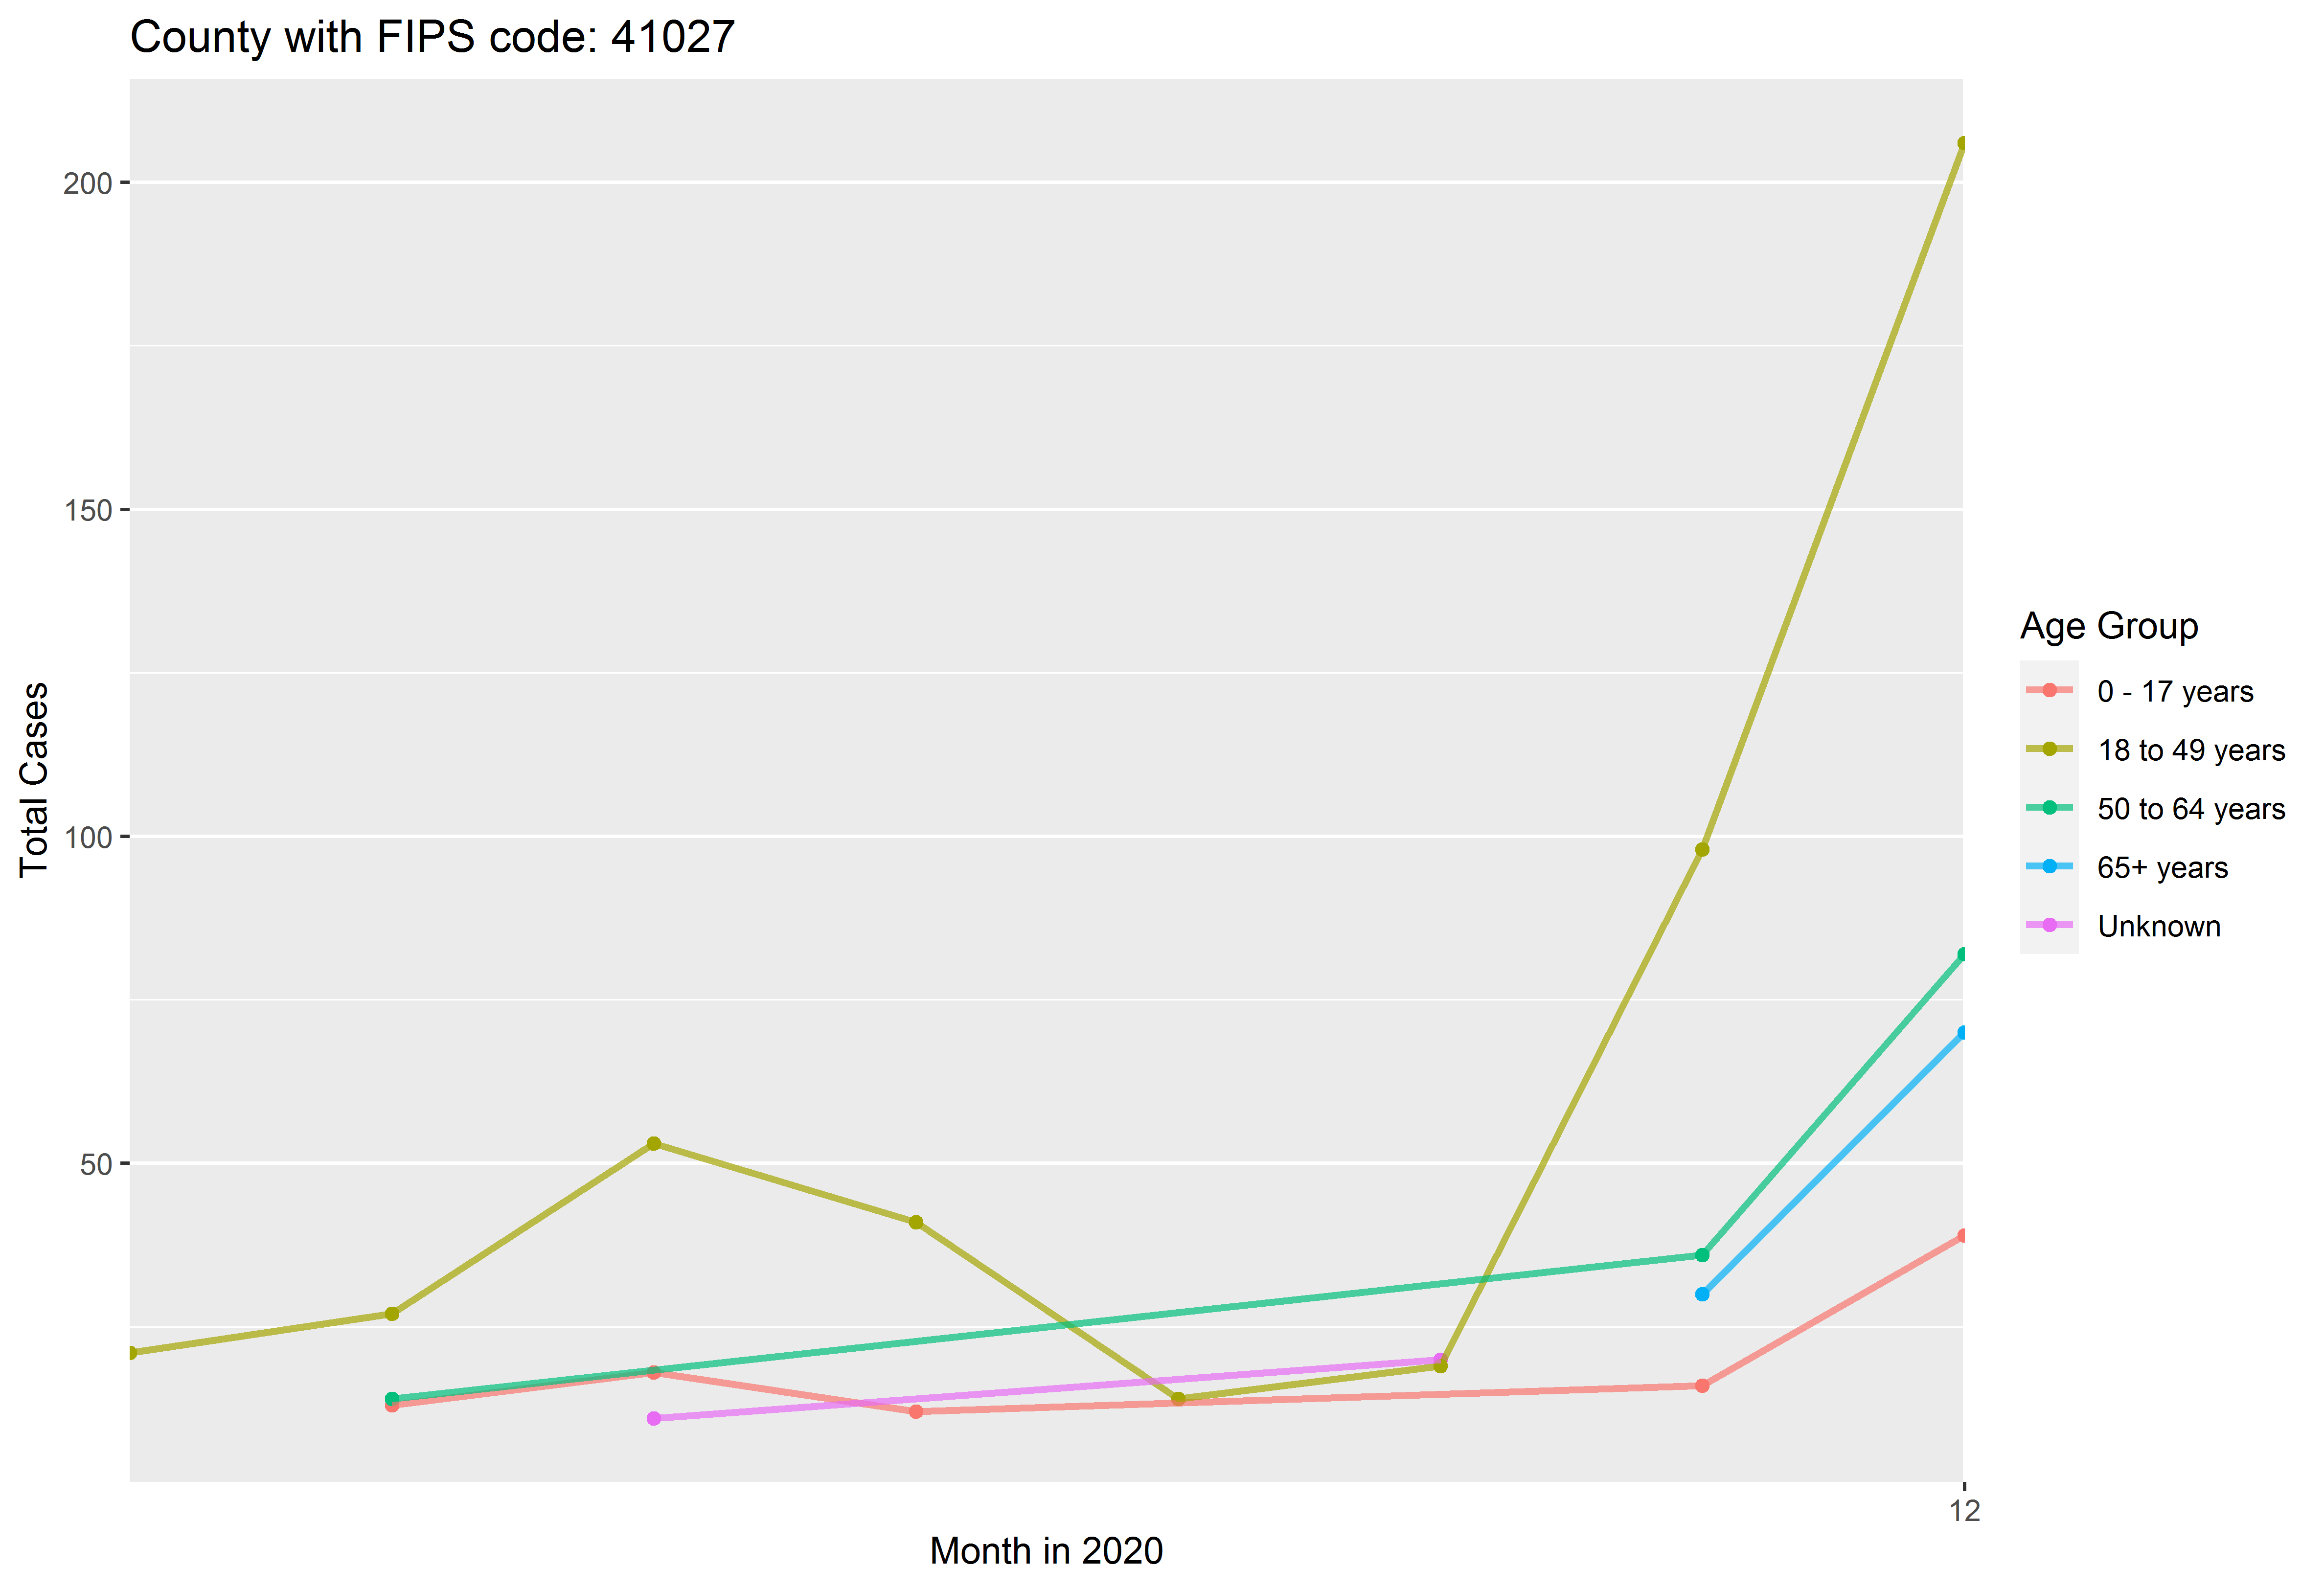 County with FIPS code: 41027
200
150
100
50
Total Cases
12
Month in 2020
Age Group
0 - 17 years
18 to 49 years
50 to 64 years
65+ years
Unknown